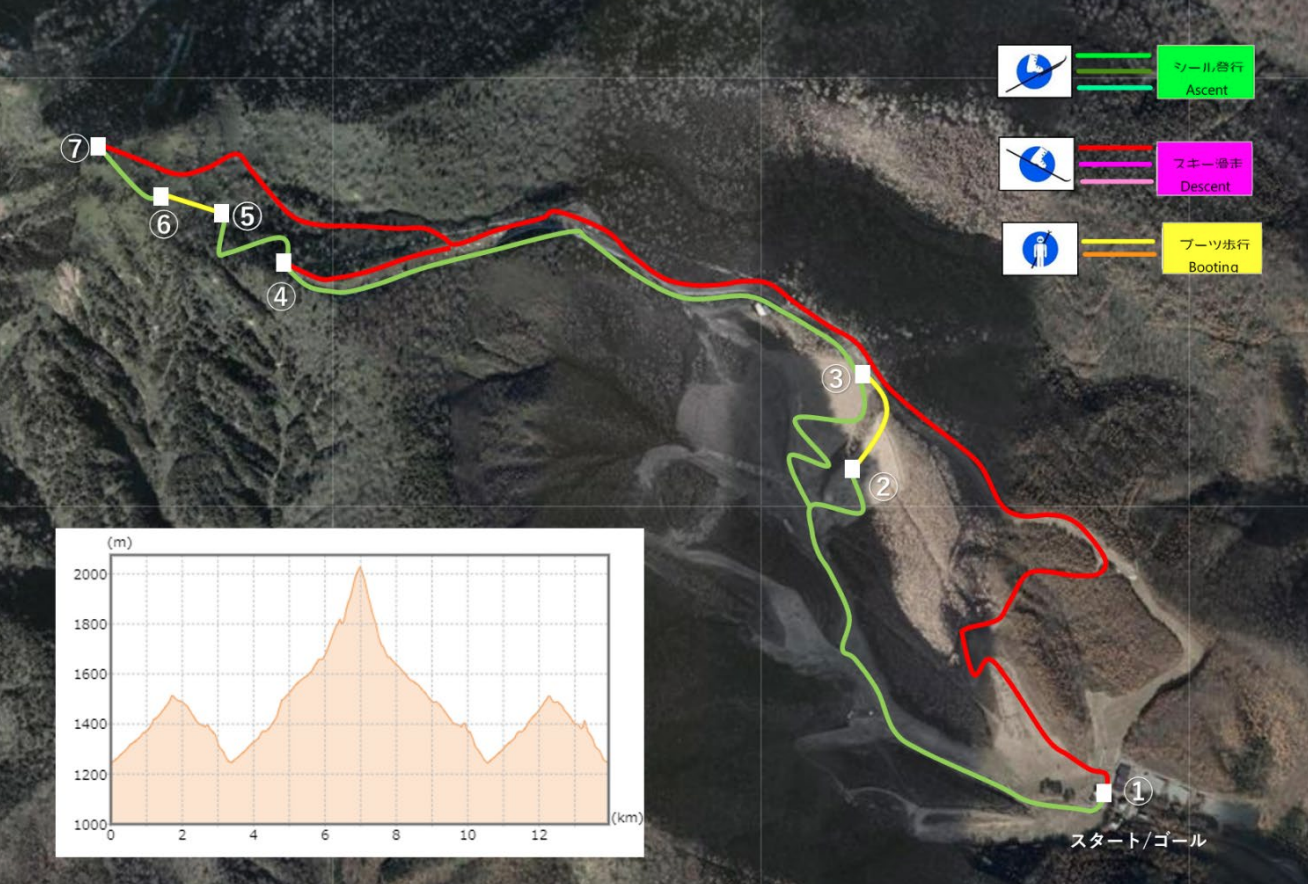 シール登行
Ascent
スキー滑走
Descent
ブーツ歩行
Booting
⑦
⑥
⑤
④
③
②
①
スタート/ゴール
(m)
2000
1800
1600
1400
1200
1000
0 2 4 6 8 10 12
(km)